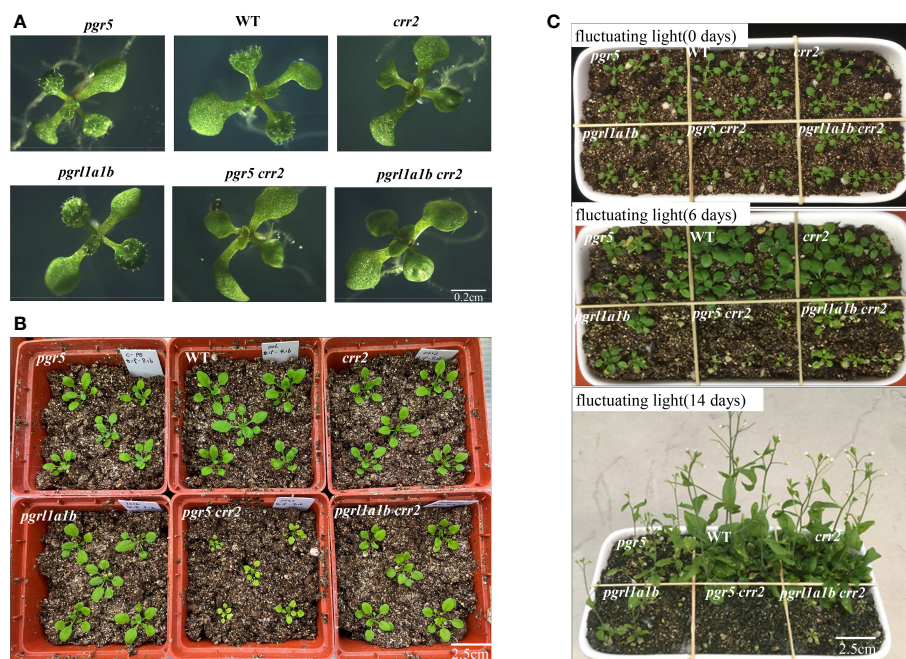 A
pgr5
WT
crr2
pgrl1a1b
pgr5 crr2
pgrl1a1b crr2
0.2cm
B
pgr5
WT
crr2
pgrl1a1b
pgr5 crr2
pgrl1a1b crr2
2.5cm
C
fluctuating light(0 days)
pgr5
WT
crr2
pgrl1a1b
pgr5 crr2
pgrl1a1b crr2
fluctuating light(6 days)
pgr5
WT
crr2
pgrl1a1b
pgr5 crr2
pgrl1a1b crr2
fluctuating light(14 days)
pgr5
WT
crr2
pgrl1a1b
pgr5 crr2
pgrl1a1b crr2
2.5cm